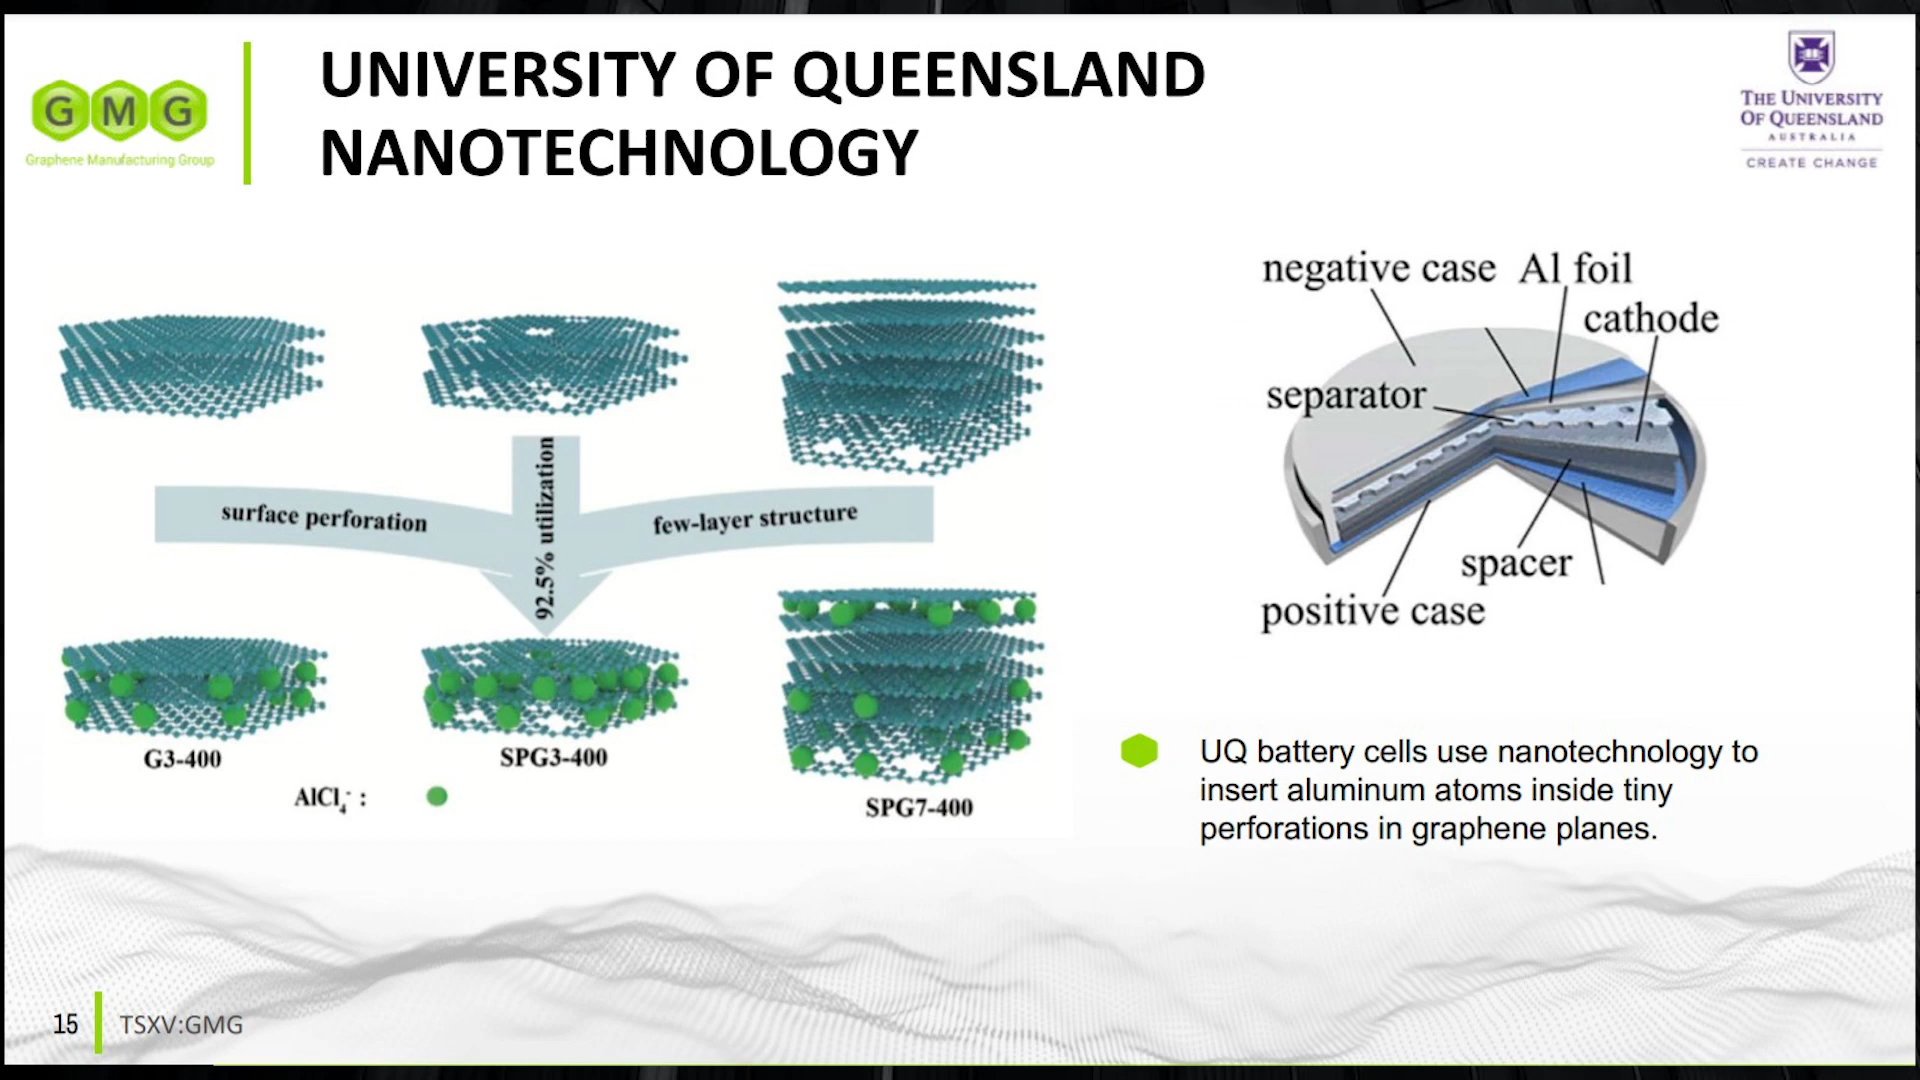 GMG
Graphene Manufacturing Group
UNIVERSITY OF QUEENSLAND
NANOTECHNOLOGY
THE UNIVERSITY
OF QUEENSLAND
AUSTRALIA
CREATE CHANGE
surface perforation
92.5% utilization
few-layer structure
G3-400
SPG3-400
SPG7-400
AlCl₄⁻ :
negative case
Al foil
cathode
separator
spacer
positive case
UQ battery cells use nanotechnology to
insert aluminum atoms inside tiny
perforations in graphene planes.
15
TSXV:GMG